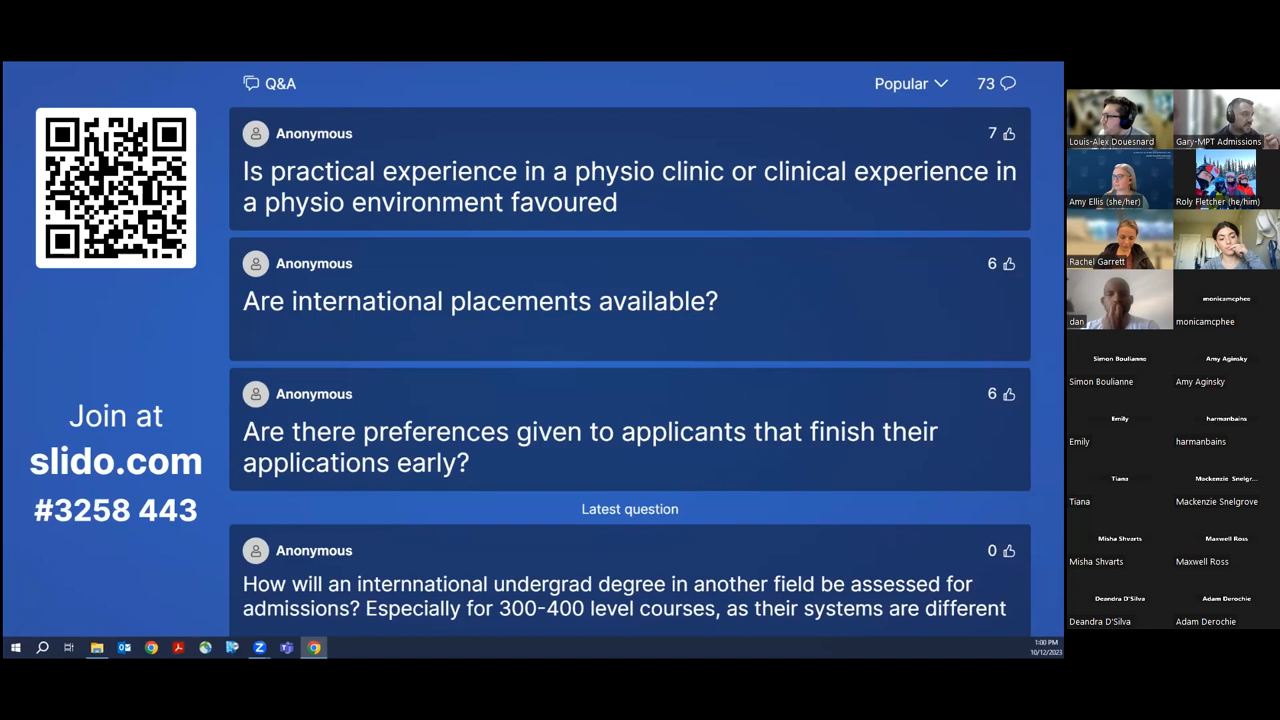 Q&A
Popular
73
Anonymous
7
Is practical experience in a physio clinic or clinical experience in
a physio environment favoured
Anonymous
6
Are international placements available?
Anonymous
6
Are there preferences given to applicants that finish their
applications early?
Latest question
Anonymous
0
How will an internnational undergrad degree in another field be assessed for
admissions? Especially for 300-400 level courses, as their systems are different
Join at
slido.com
#3258 443
1:00 PM
10/12/2023
Louis-Alex Douesnard
Gary-MPT Admissions
Amy Ellis (she/her)
Roly Fletcher (he/him)
Rachel Garrett
dan
monicamcphee
monicamcphee
Simon Boulianne
Amy Aginsky
Simon Boulianne
Amy Aginsky
Emily
harmanbains
Emily
harmanbains
Tiana
Mackenzie Snelgr...
Tiana
Mackenzie Snelgrove
Misha Shvarts
Maxwell Ross
Misha Shvarts
Maxwell Ross
Deandra D'Silva
Adam Derochie
Deandra D'Silva
Adam Derochie